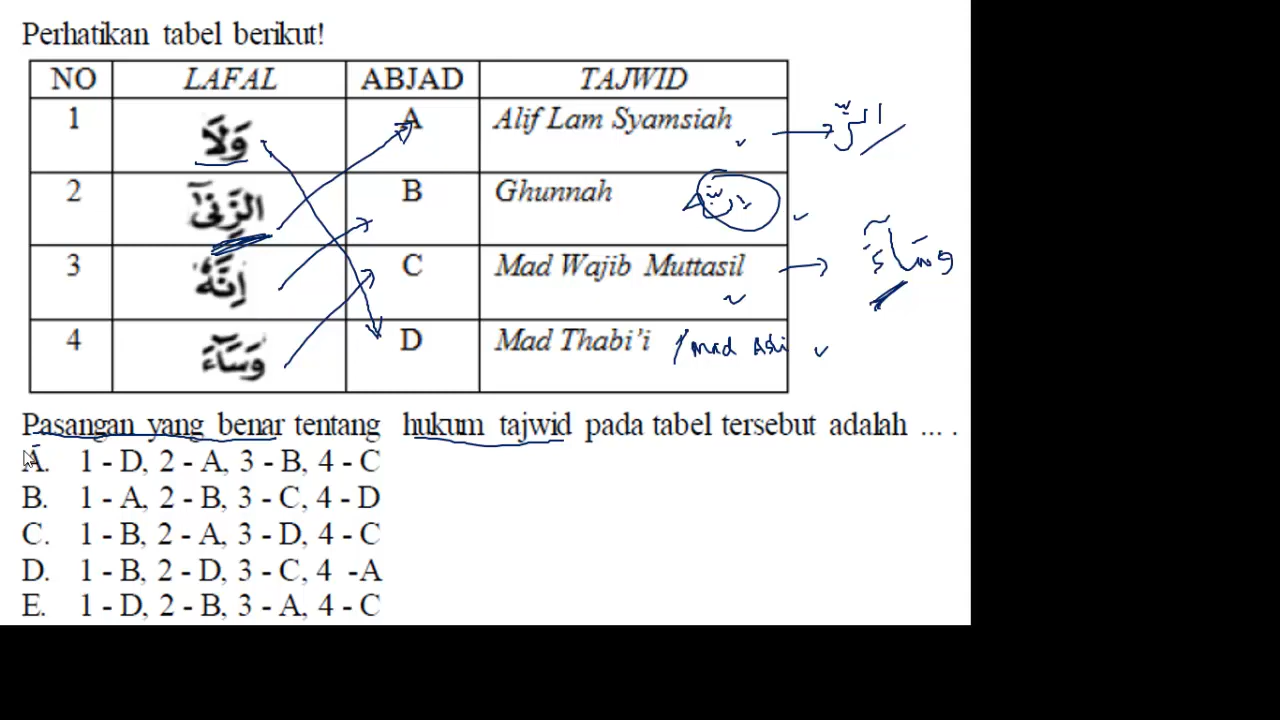 Perhatikan tabel berikut!
NO LAFAL ABJAD TAJWID
1 وَلَا A Alif Lam Syamsiah
2 الزِّنٰىٓ B Ghunnah
3 اِنَّهٗ C Mad Wajib Muttasil
4 وَسَاۤءَ D Mad Thabi'i / Mad Asli
Pasangan yang benar tentang hukum tajwid pada tabel tersebut adalah ... .
A. 1 - D, 2 - A, 3 - B, 4 - C
B. 1 - A, 2 - B, 3 - C, 4 - D
C. 1 - B, 2 - A, 3 - D, 4 - C
D. 1 - B, 2 - D, 3 - C, 4 -A
E. 1 - D, 2 - B, 3 - A, 4 - C